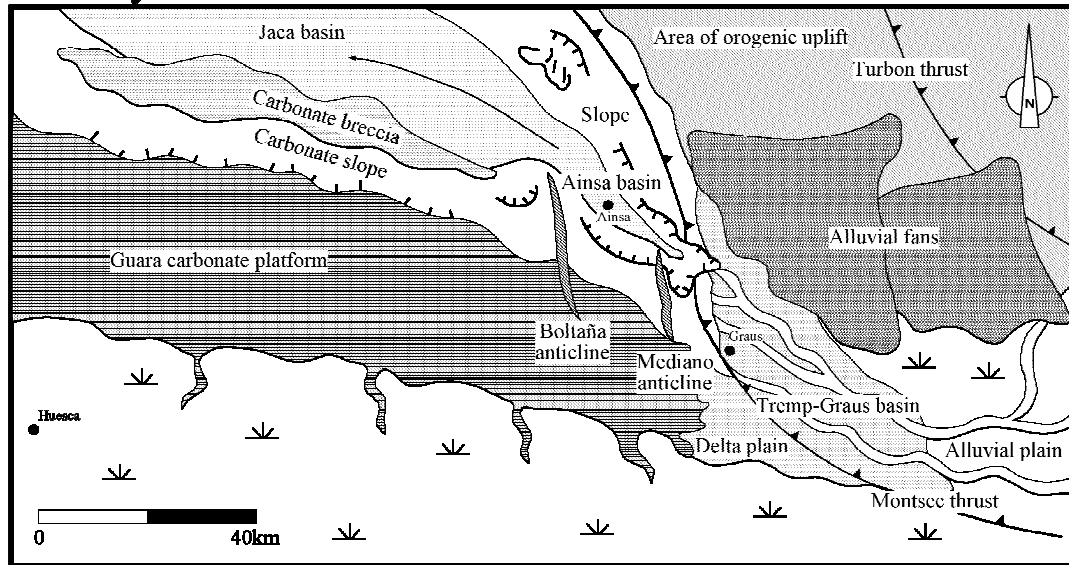 Jaca basin
Area of orogenic uplift
Turbon thrust
N
Carbonate breccia
Slope
Carbonate slope
Ainsa basin
Ainsa
Alluvial fans
Guara carbonate platform
Boltaña
anticline
Graus
Mediano
anticline
Tremp-Graus basin
Huesca
Delta plain
Alluvial plain
Montsec thrust
0
40km